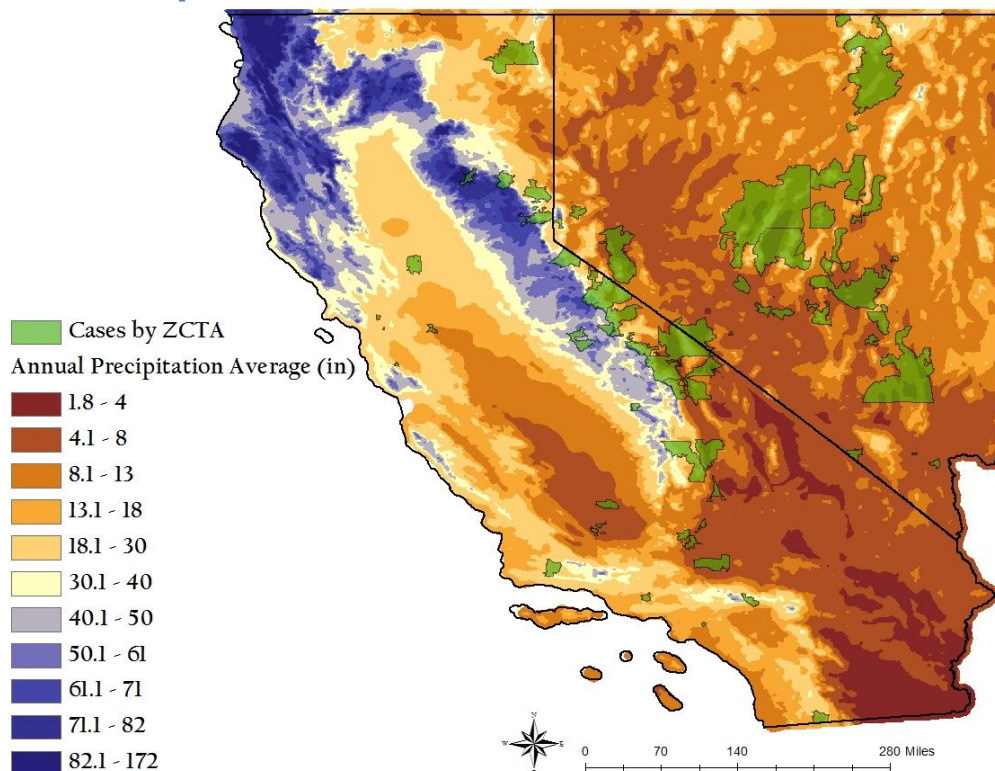 Cases by ZCTA
Annual Precipitation Average (in)
1.8 - 4
4.1 - 8
8.1 - 13
13.1 - 18
18.1 - 30
30.1 - 40
40.1 - 50
50.1 - 61
61.1 - 71
71.1 - 82
82.1 - 172
N
W E
S
0 70 140 280 Miles